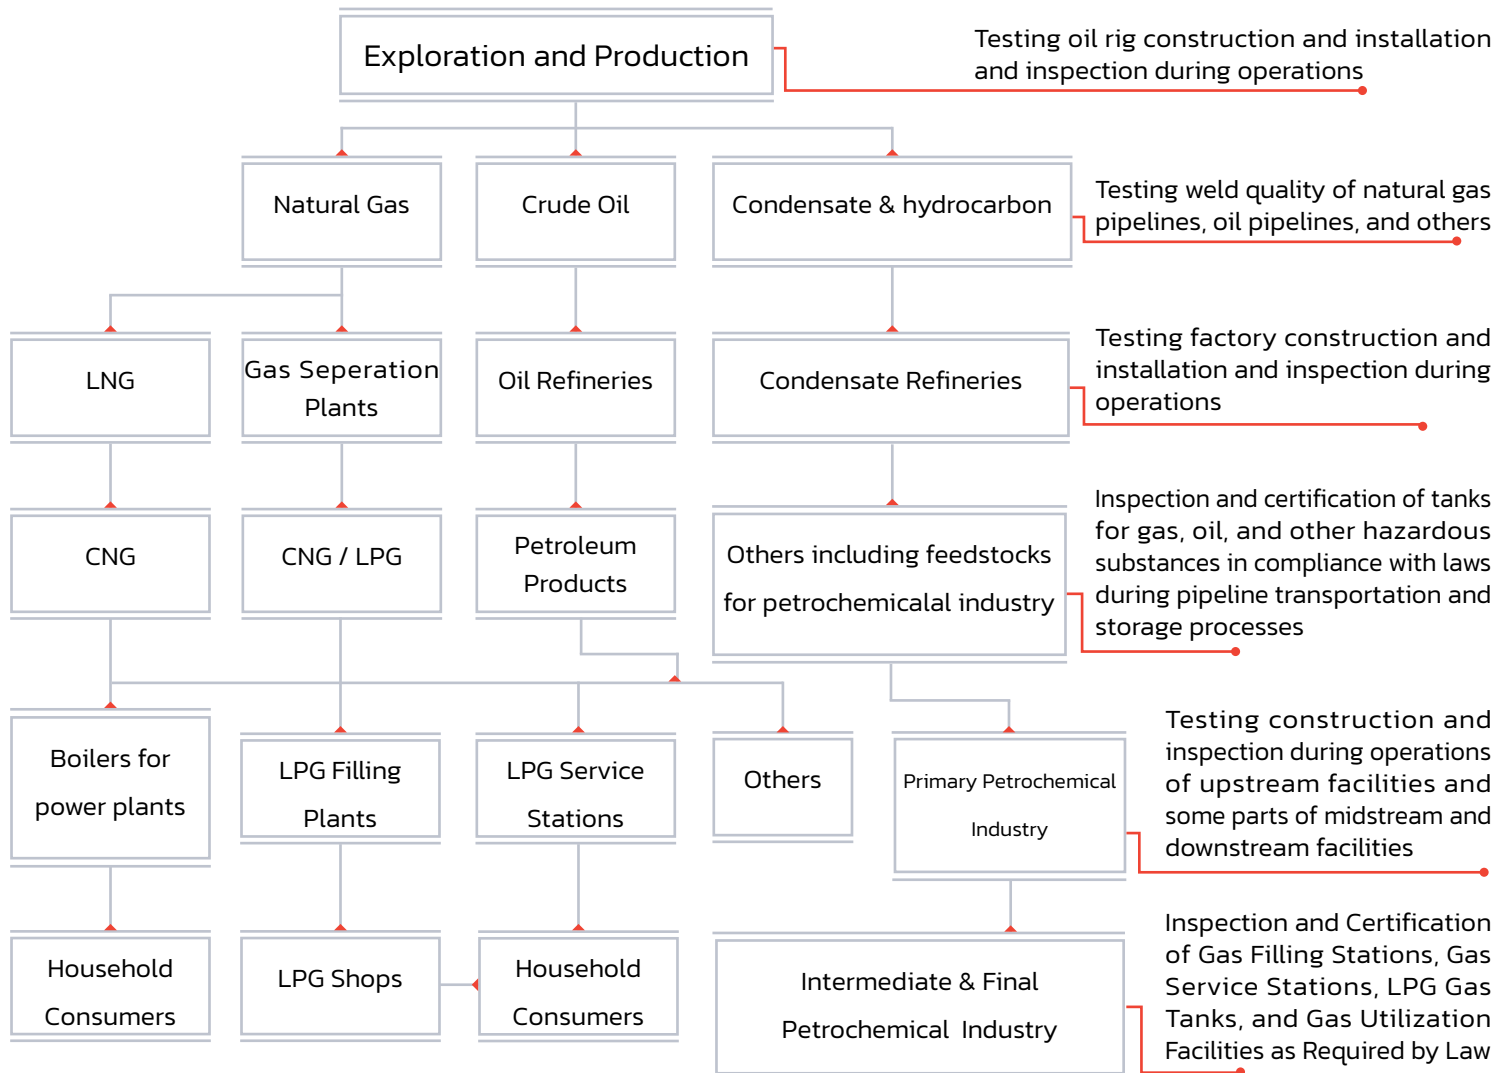 Exploration and Production
Testing oil rig construction and installation
and inspection during operations
Natural Gas
Crude Oil
Condensate & hydrocarbon
Testing weld quality of natural gas
pipelines, oil pipelines, and others
LNG
Gas Seperation
Plants
Oil Refineries
Condensate Refineries
Testing factory construction and
installation and inspection during
operations
CNG
CNG / LPG
Petroleum
Products
Others including feedstocks
for petrochemicalal industry
Inspection and certification of tanks
for gas, oil, and other hazardous
substances in compliance with laws
during pipeline transportation and
storage processes
Boilers for
power plants
LPG Filling
Plants
LPG Service
Stations
Others
Primary Petrochemical
Industry
Testing construction and
inspection during operations
of upstream facilities and
some parts of midstream and
downstream facilities
Household
Consumers
LPG Shops
Household
Consumers
Intermediate & Final
Petrochemical Industry
Inspection and Certification
of Gas Filling Stations, Gas
Service Stations, LPG Gas
Tanks, and Gas Utilization
Facilities as Required by Law